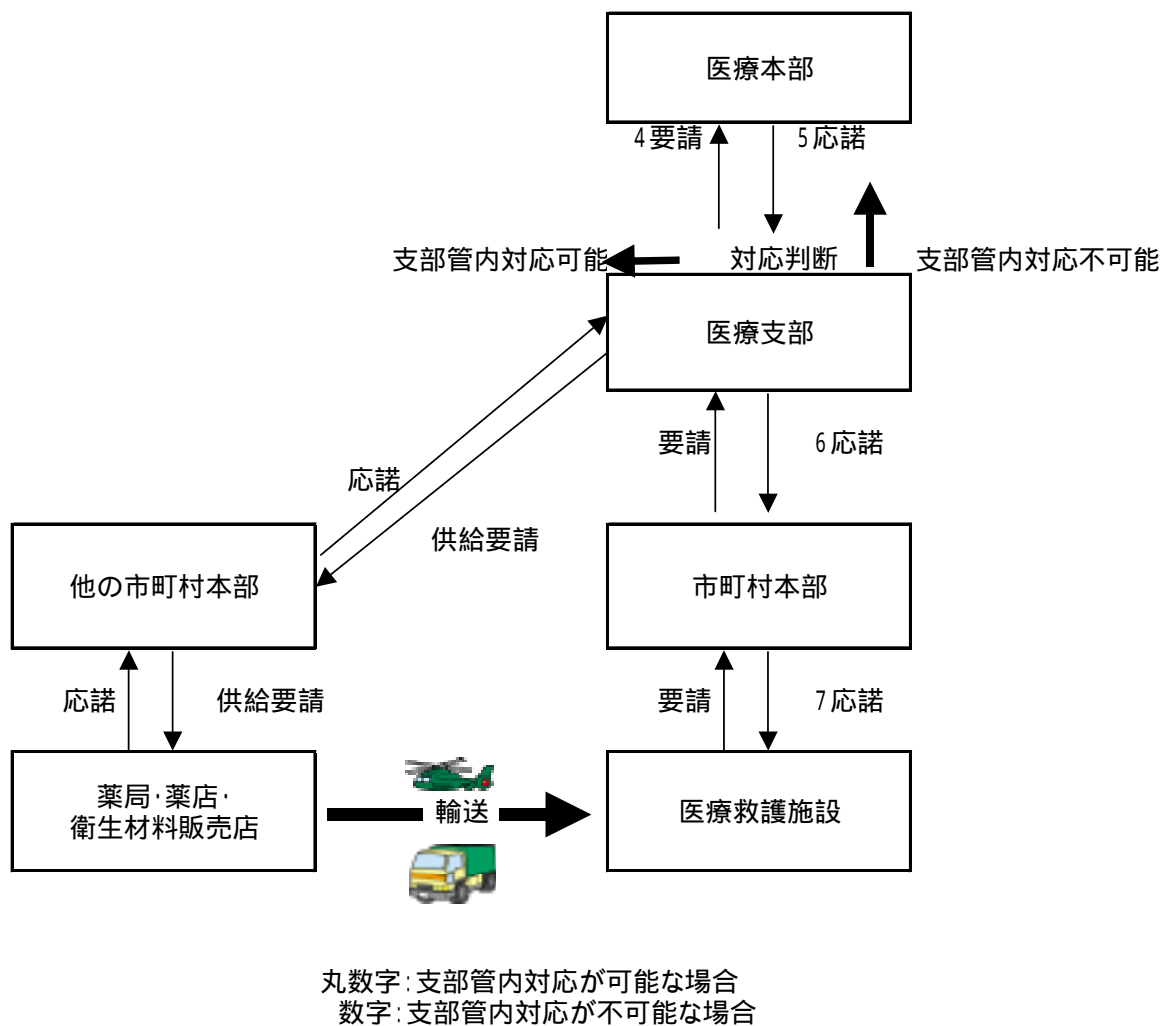 医療本部
4要請
5応諾
支部管内対応可能
対応判断
支部管内対応不可能
医療支部
要請
6応諾
応諾
供給要請
他の市町村本部
市町村本部
応諾
供給要請
要請
7応諾
薬局・薬店・
衛生材料販売店
輸送
医療救護施設
丸数字:支部管内対応が可能な場合
数字:支部管内対応が不可能な場合